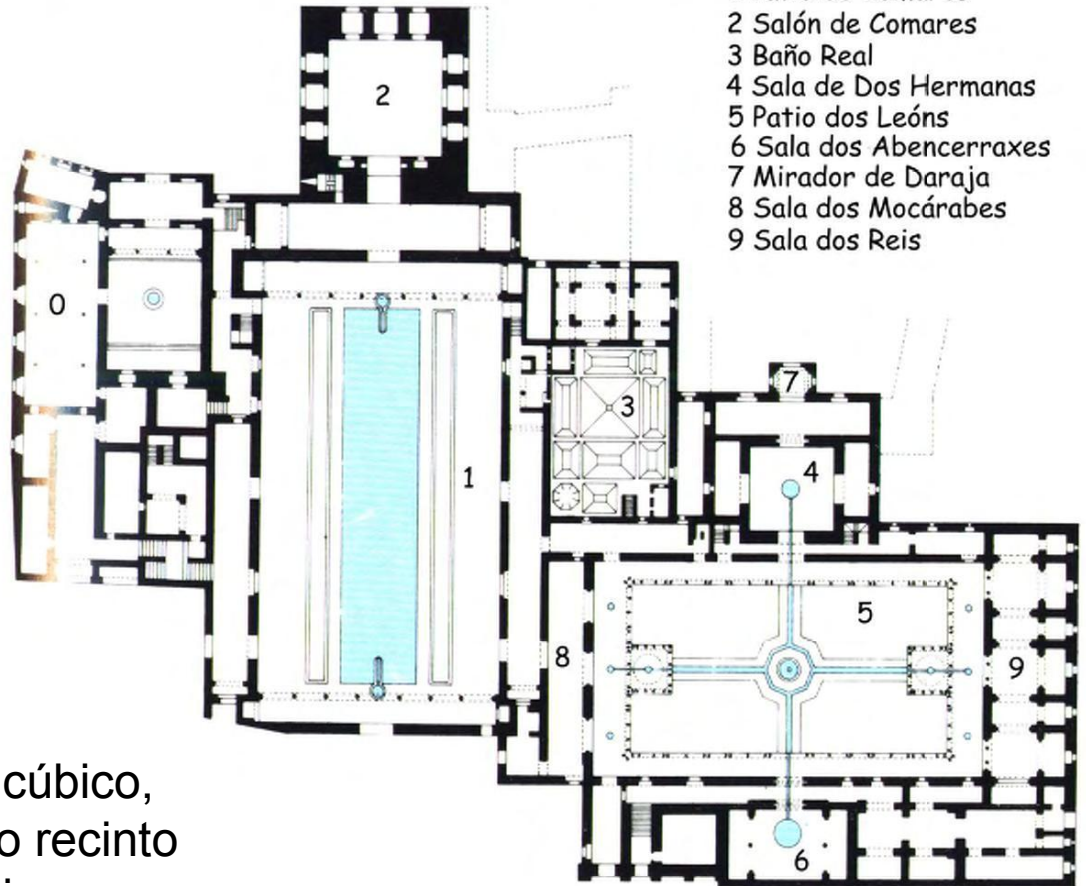 2 Salón de Comares
3 Baño Real
4 Sala de Dos Hermanas
5 Patio dos Leóns
6 Sala dos Abencerraxes
7 Mirador de Daraja
8 Sala dos Mocárabes
9 Sala dos Reis
2
0
7
3
4
1
5
8
9
6
cúbico,
o recinto